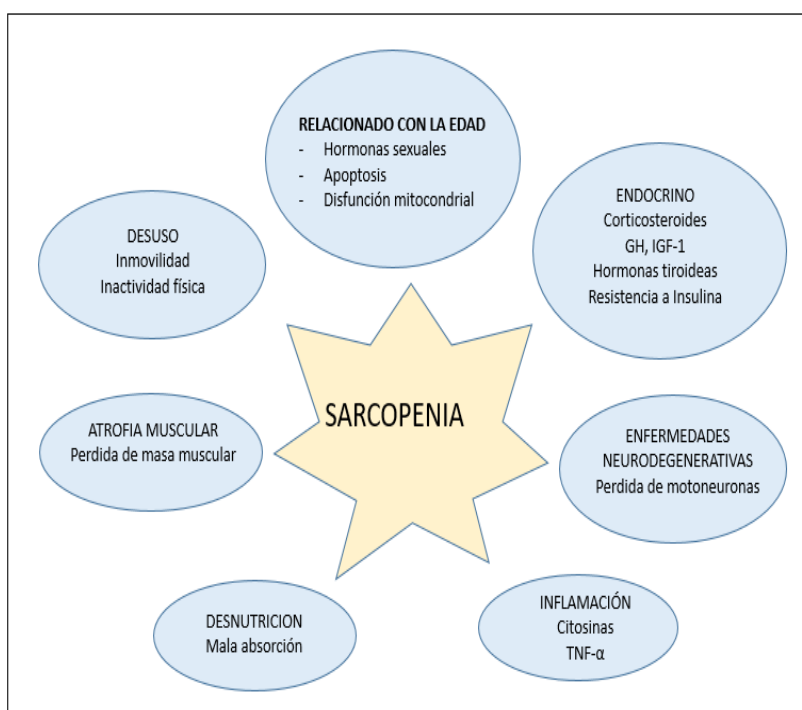 RELACIONADO CON LA EDAD
- Hormonas sexuales
- Apoptosis
- Disfunción mitocondrial
ENDOCRINO
Corticosteroides
GH, IGF-1
Hormonas tiroideas
Resistencia a Insulina
DESUSO
Inmovilidad
Inactividad física
SARCOPENIA
ATROFIA MUSCULAR
Perdida de masa muscular
ENFERMEDADES
NEURODEGENERATIVAS
Perdida de motoneuronas
DESNUTRICION
Mala absorción
INFLAMACIÓN
Citosinas
TNF-α